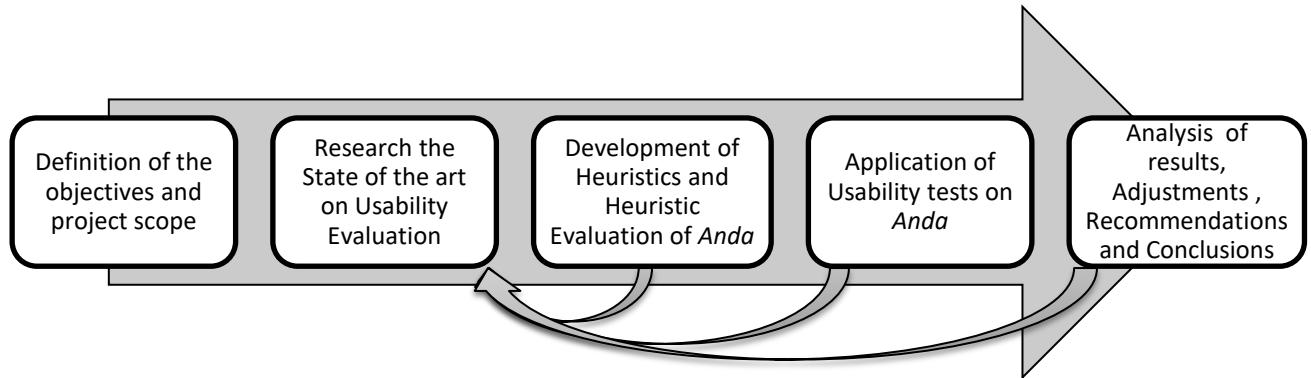 Definition of the
objectives and
project scope
Research the
State of the art
on Usability
Evaluation
Development of
Heuristics and
Heuristic
Evaluation of Anda
Application of
Usability tests on
Anda
Analysis of
results,
Adjustments ,
Recommendations
and Conclusions